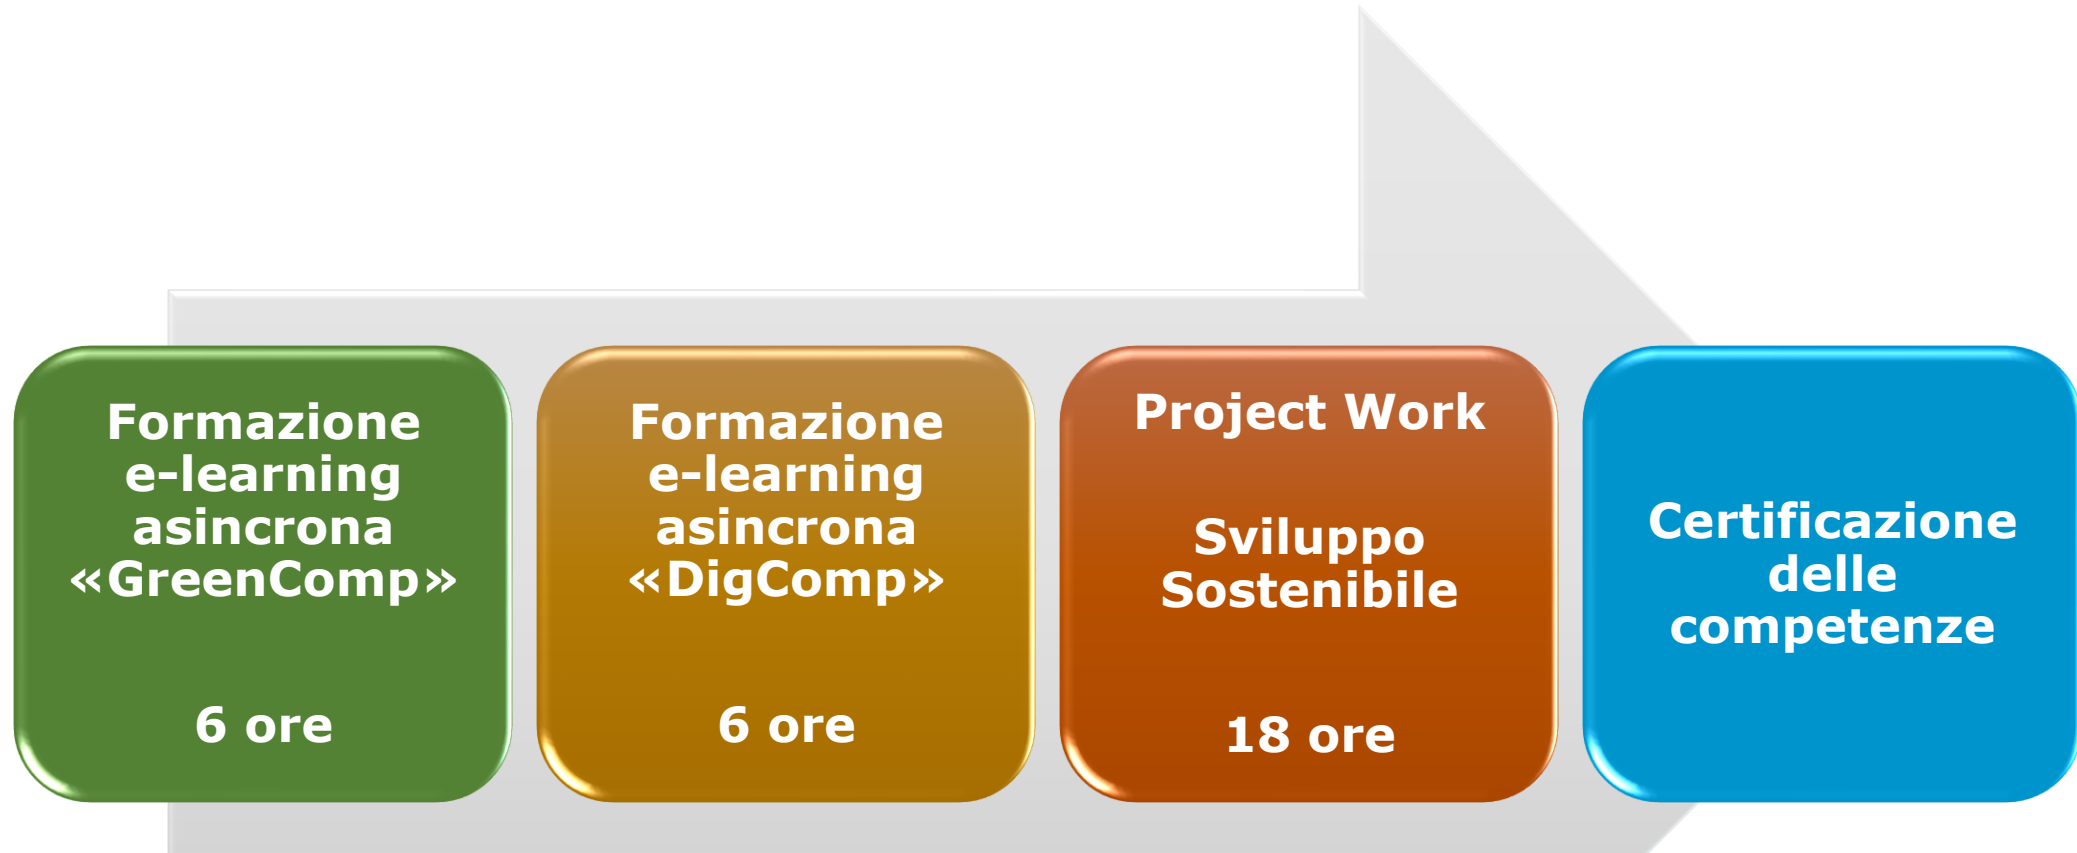 Formazione
e-learning
asincrona
«GreenComp»
6 ore
Formazione
e-learning
asincrona
«DigComp»
6 ore
Project Work
Sviluppo
Sostenibile
18 ore
Certificazione
delle
competenze